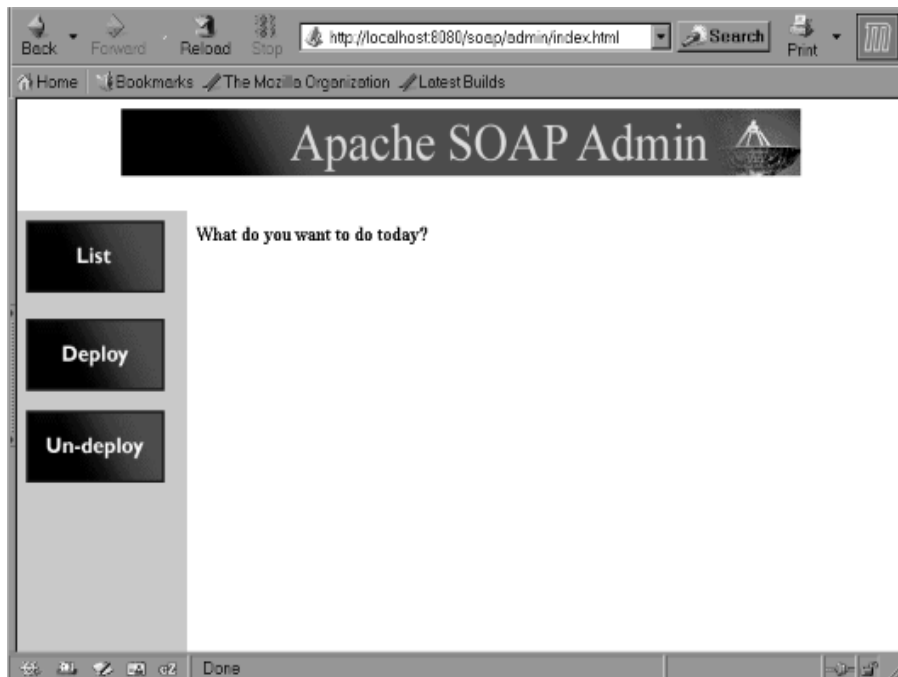 Back Forward Reload Stop http://localhost:8080/soap/admin/index.html Search Print
Home Bookmarks The Mozilla Organization Latest Builds
Apache SOAP Admin
What do you want to do today?
List
Deploy
Un-deploy
Done